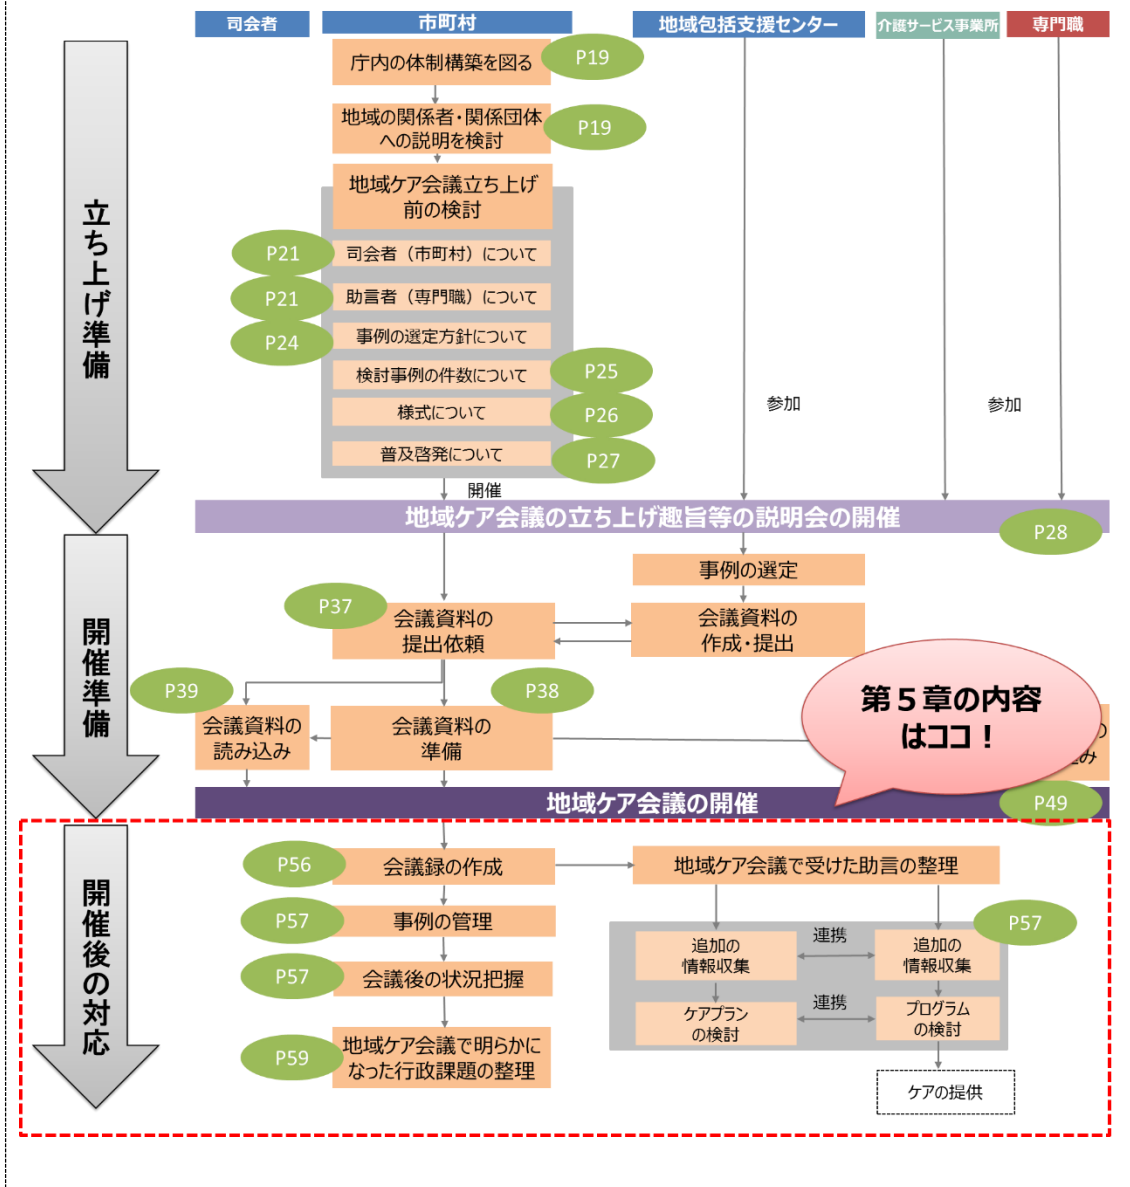 司会者
市町村
地域包括支援センター
介護サービス事業所
専門職
立ち上げ準備
庁内の体制構築を図る
P19
地域の関係者・関係団体
への説明を検討
P19
地域ケア会議立ち上げ
前の検討
P21
司会者（市町村）について
P21
助言者（専門職）について
P24
事例の選定方針について
検討事例の件数について
P25
様式について
P26
普及啓発について
P27
参加
参加
開催
地域ケア会議の立ち上げ趣旨等の説明会の開催
P28
開催準備
事例の選定
P37
会議資料の
提出依頼
会議資料の
作成・提出
P39
会議資料の
読み込み
P38
会議資料の
準備
第５章の内容
はココ！
の
み
地域ケア会議の開催
P49
開催後の対応
P56
会議録の作成
地域ケア会議で受けた助言の整理
P57
事例の管理
P57
会議後の状況把握
P59
地域ケア会議で明らかに
なった行政課題の整理
P57
追加の
情報収集
連携
追加の
情報収集
ケアプラン
の検討
連携
プログラム
の検討
ケアの提供